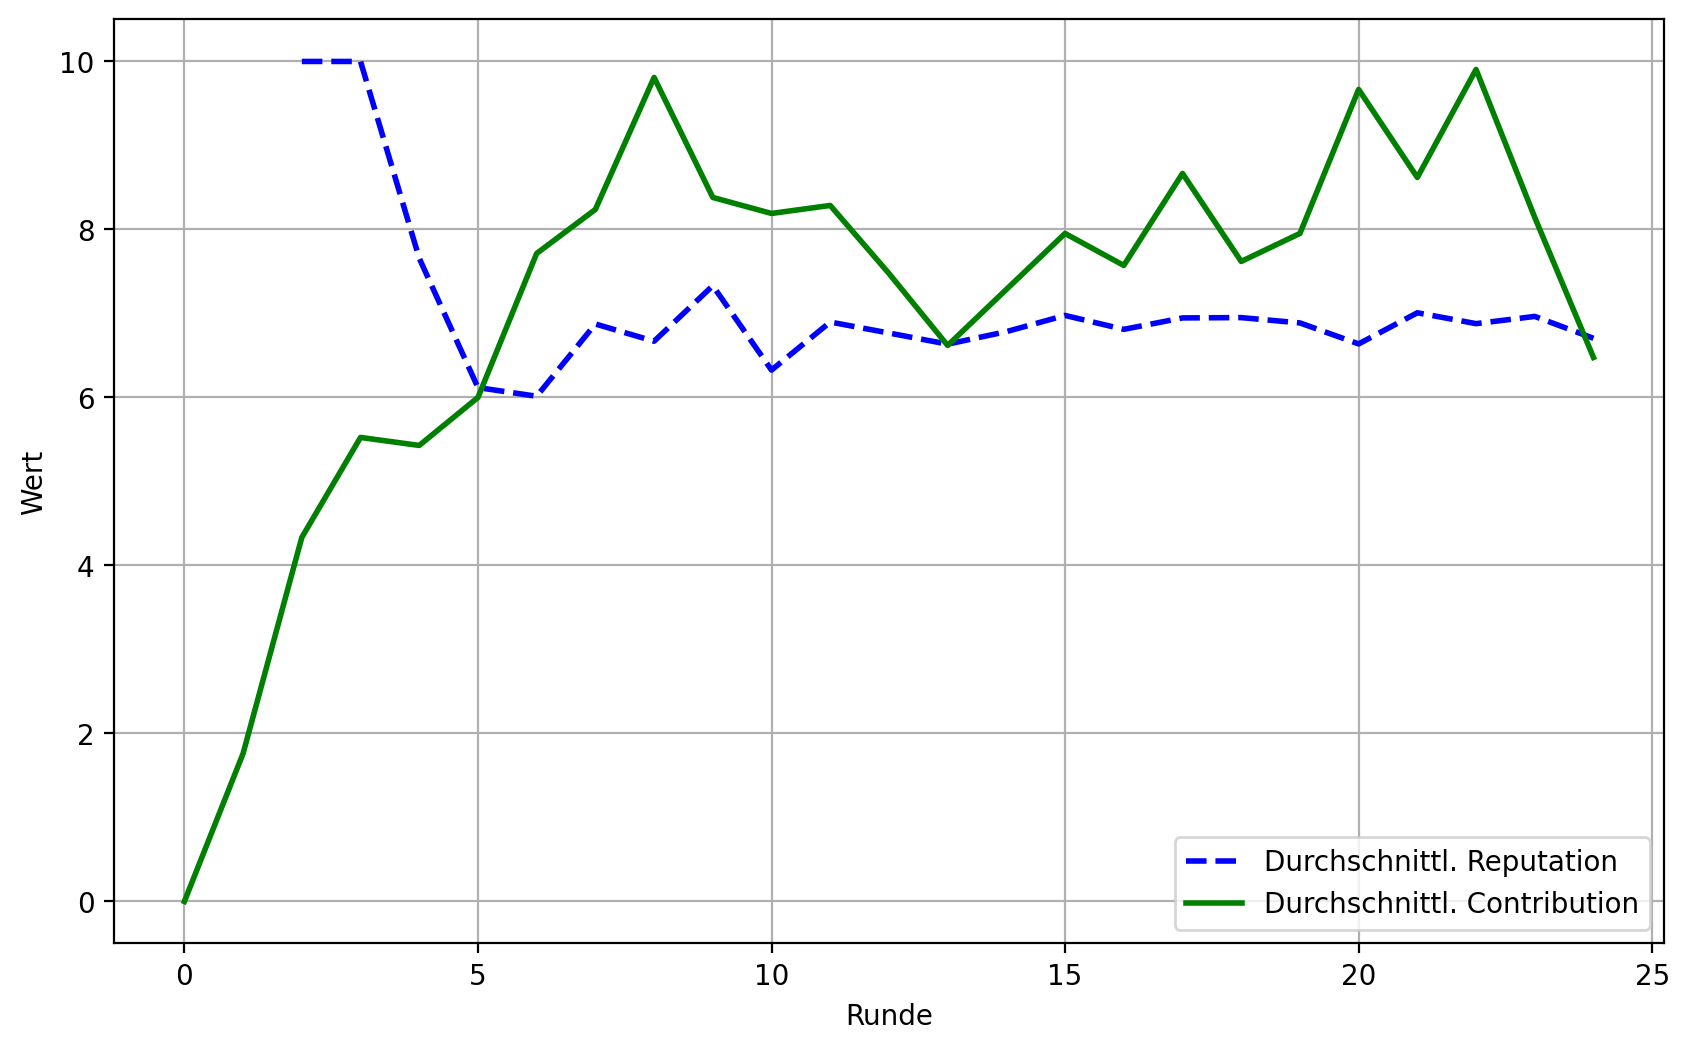 10
8
6
4
2
0
Wert
0 5 10 15 20 25
Runde
Durchschnittl. Reputation
Durchschnittl. Contribution